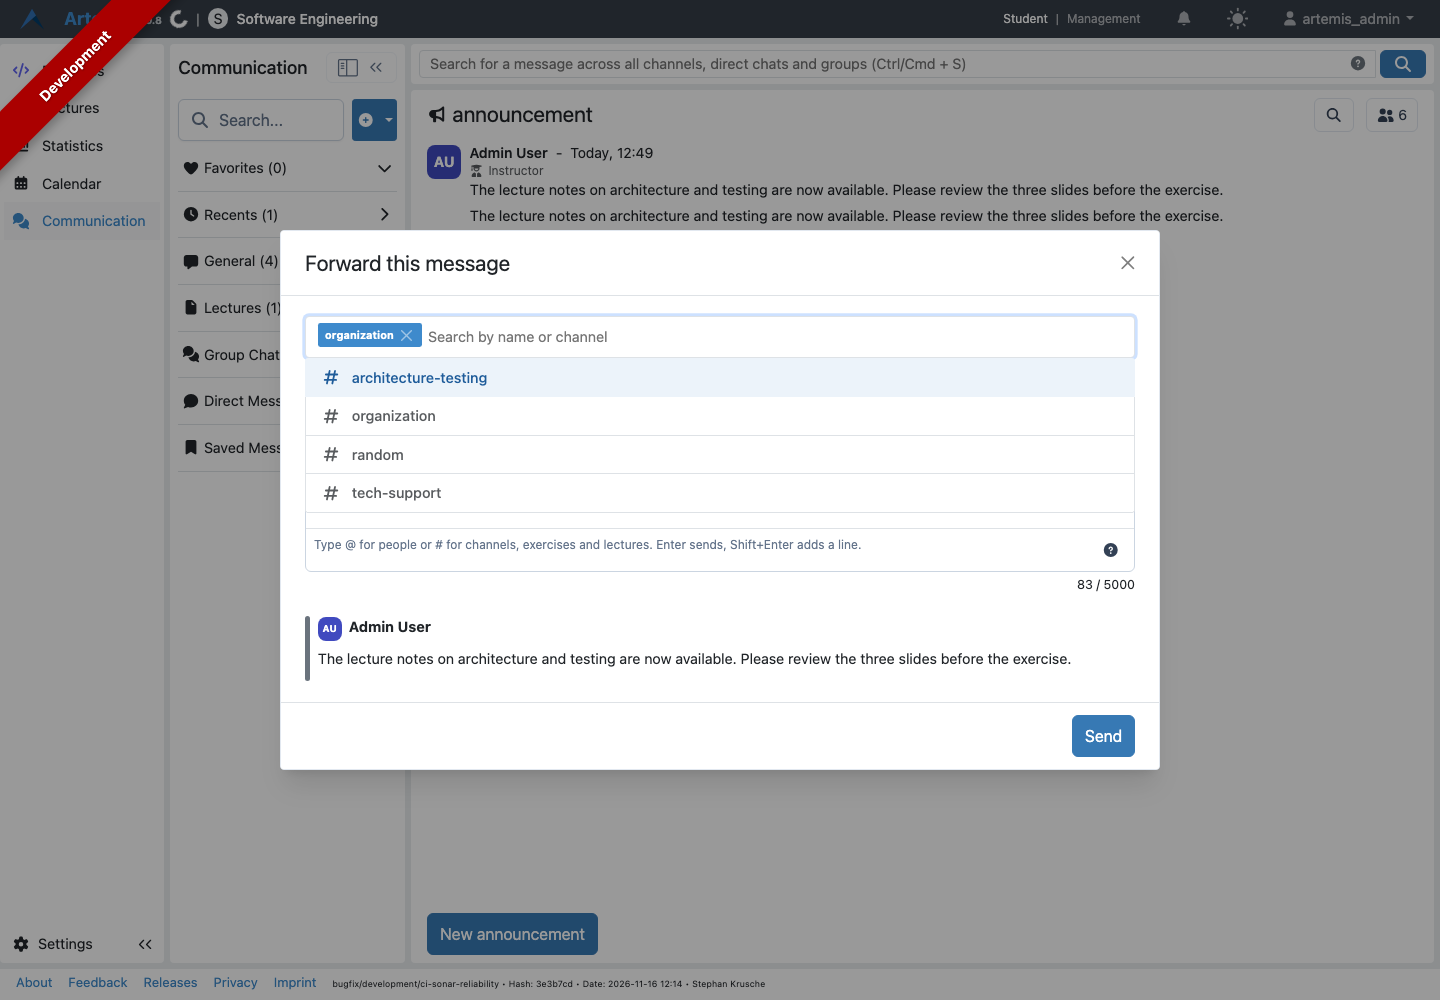 .8 | S Software Engineering
Student | Management
artemis_admin
Development
Statistics
Calendar
Communication
Settings
Communication
Search...
Favorites (0)
Recents (1)
General (4)
Lectures (1)
Group Chat
Direct Mess
Saved Mess
Search for a message across all channels, direct chats and groups (Ctrl/Cmd + S)
announcement
6
AU Admin User - Today, 12:49
Instructor
The lecture notes on architecture and testing are now available. Please review the three slides before the exercise.
The lecture notes on architecture and testing are now available. Please review the three slides before the exercise.
Forward this message
organization Search by name or channel
# architecture-testing
# organization
# random
# tech-support
Type @ for people or # for channels, exercises and lectures. Enter sends, Shift+Enter adds a line.
83 / 5000
AU Admin User
The lecture notes on architecture and testing are now available. Please review the three slides before the exercise.
Send
New announcement
About Feedback Releases Privacy Imprint bugfix/development/ci-sonar-reliability • Hash: 3e3b7cd • Date: 2026-11-16 12:14 • Stephan Krusche